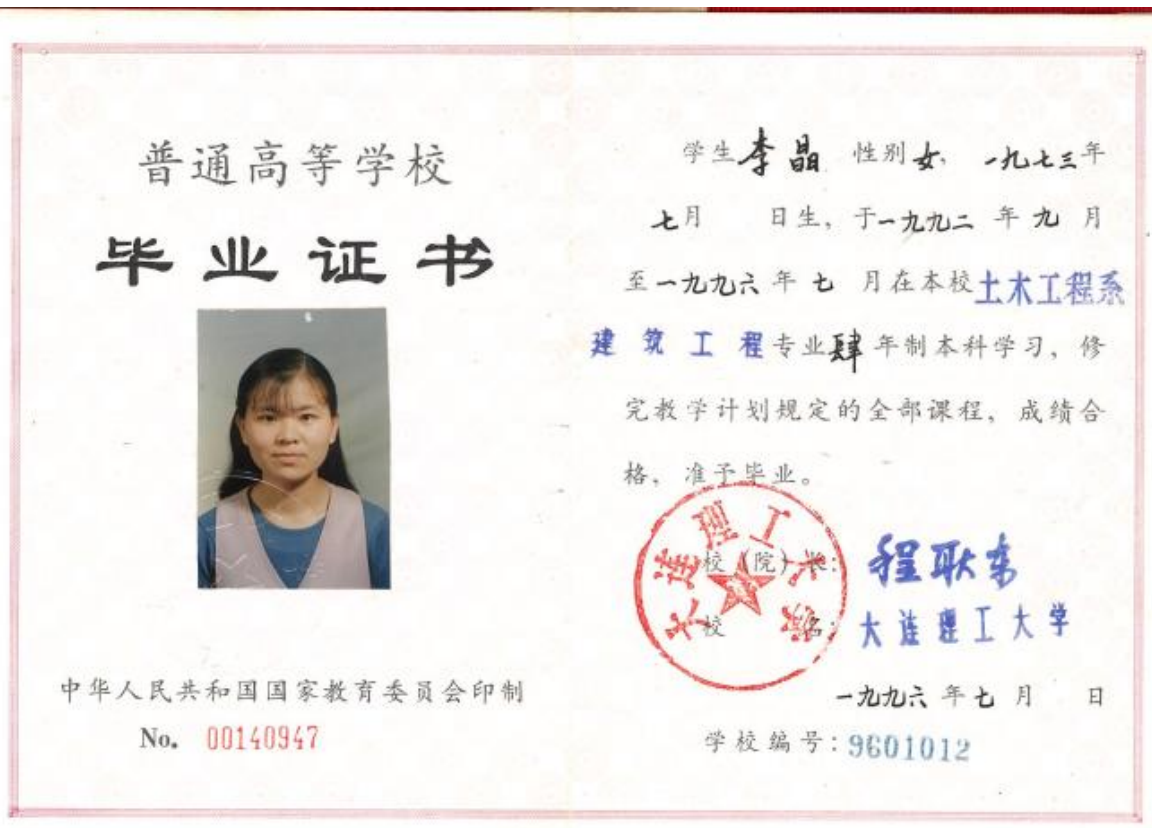 普通高等学校
毕业证书
中华人民共和国国家教育委员会印制
No. 00140947
学生李晶 性别女, 一九七三年
七月 日生, 于一九九二年九月
至一九九六年七月在本校土木工程系
建筑工程专业肆年制本科学习, 修
完教学计划规定的全部课程, 成绩合
格, 准予毕业。
校(院)长: 程耿东
校名: 大连理工大学
大连理工大学
一九九六年七月 日
学校编号: 9601012